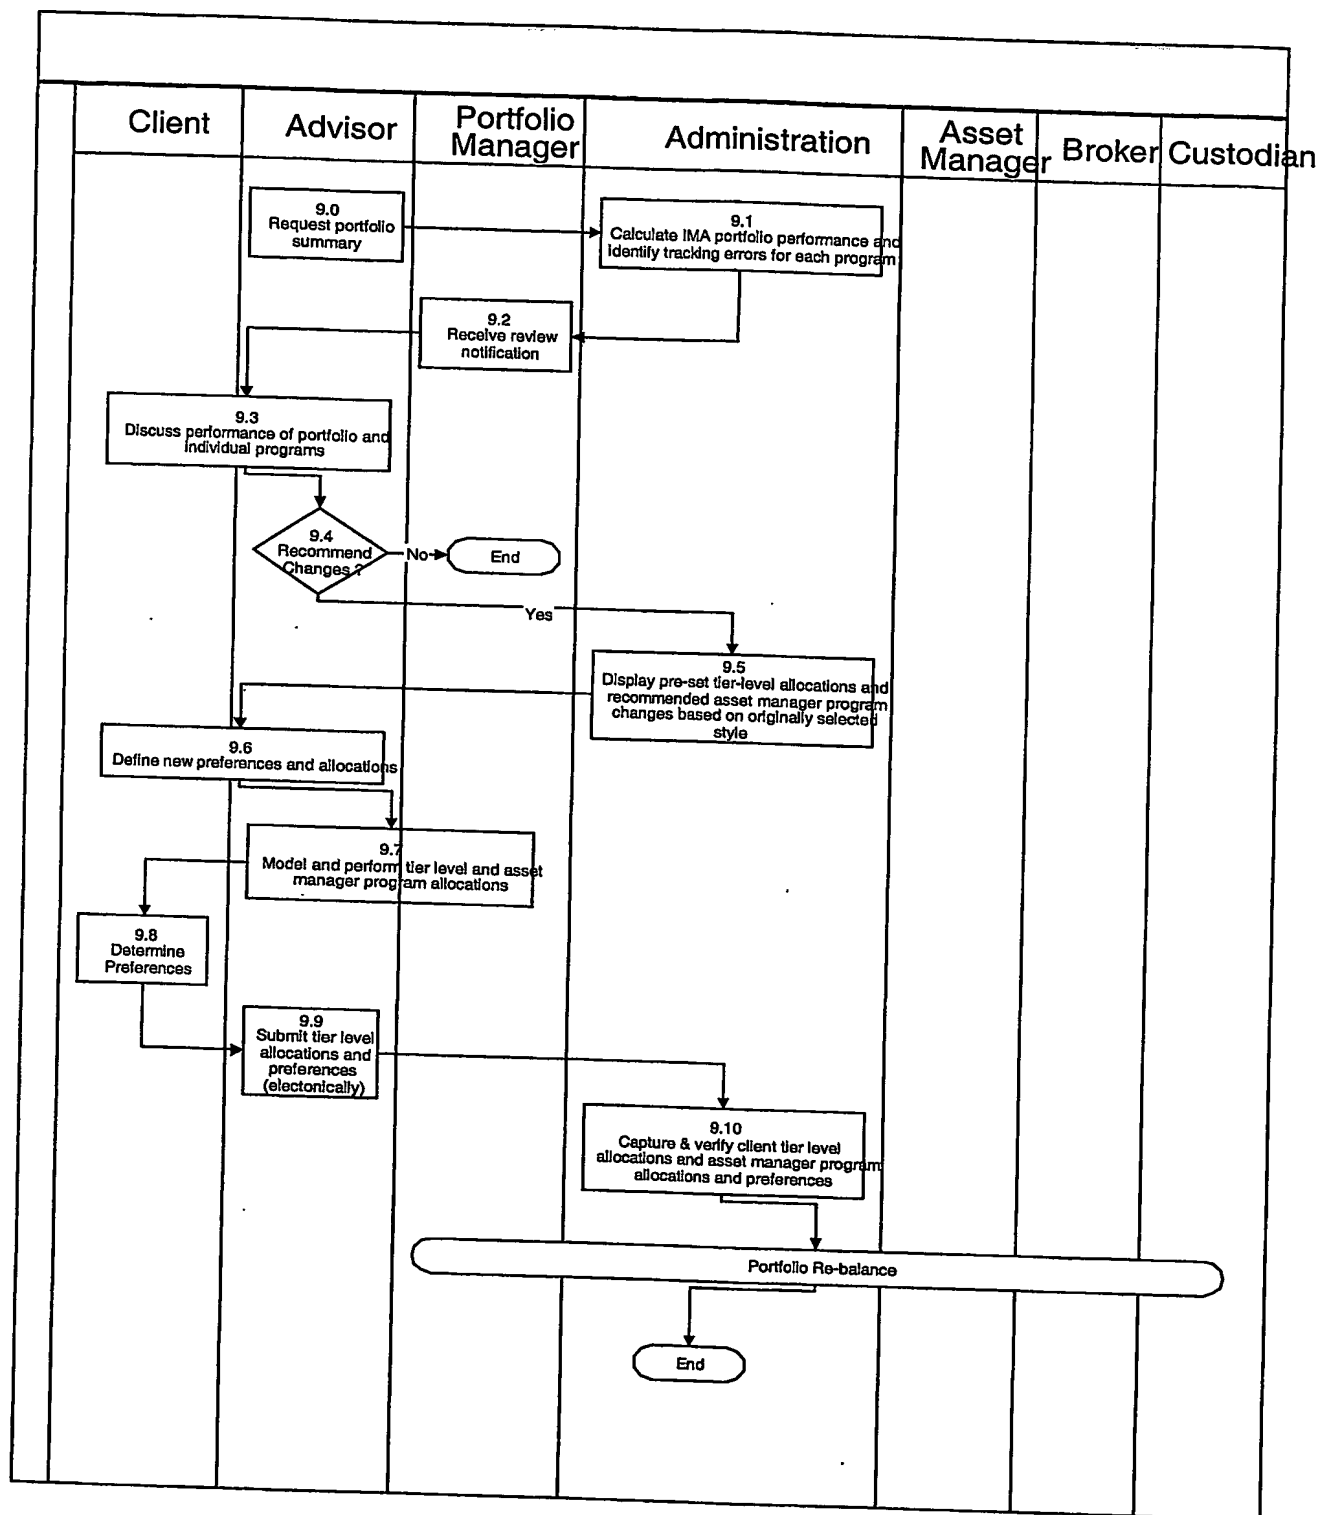 Client
Advisor
Portfolio
Manager
Administration
Asset
Manager
Broker
Custodian
9.0
Request portfolio
summary
9.1
Calculate IMA portfolio performance and
identify tracking errors for each program
9.2
Receive review
notification
9.3
Discuss performance of portfolio and
individual programs
9.4
Recommend
Changes ?
No
End
Yes
9.5
Display pre-set tier-level allocations and
recommended asset manager program
changes based on originally selected
style
9.6
Define new preferences and allocations
9.7
Model and perform tier level and asset
manager program allocations
9.8
Determine
Preferences
9.9
Submit tier level
allocations and
preferences
(electonically)
9.10
Capture & verify client tier level
allocations and asset manager program
allocations and preferences
Portfolio Re-balance
End